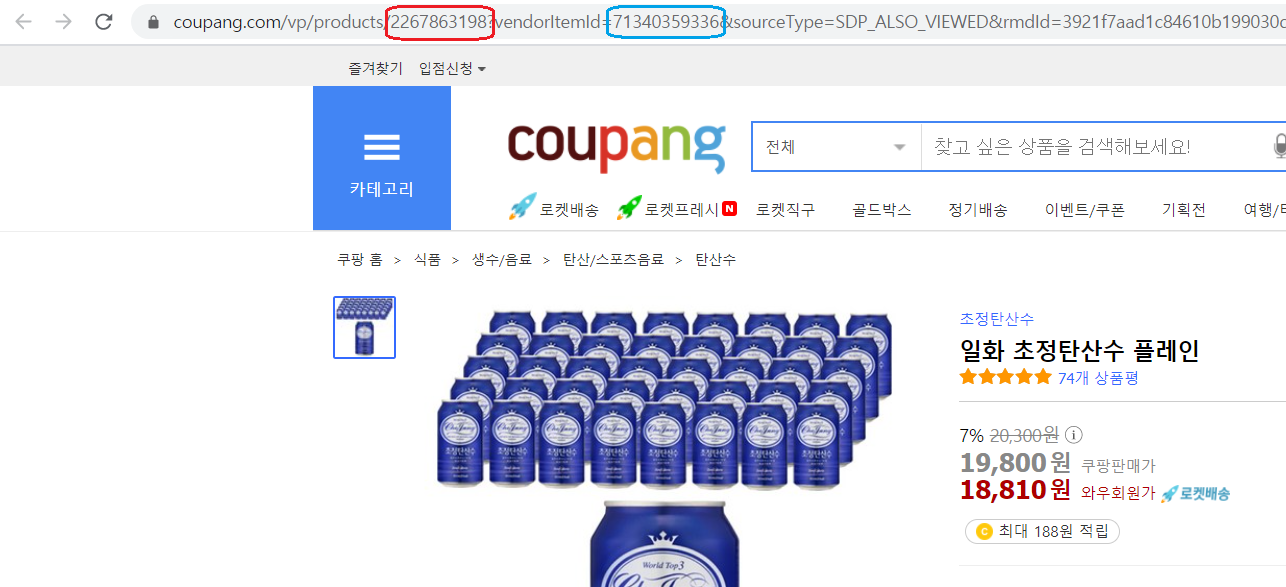 coupang.com/vp/products/2267863198?vendorItemId=71340359336&sourceType=SDP_ALSO_VIEWED&rmdId=3921f7aad1c84610b199030c
즐겨찾기 입점신청
카테고리
coupang
전체
찾고 싶은 상품을 검색해보세요!
로켓배송 로켓프레시 N 로켓직구 골드박스 정기배송 이벤트/쿠폰 기획전 여행/
쿠팡 홈 > 식품 > 생수/음료 > 탄산/스포츠음료 > 탄산수
초정탄산수
일화 초정탄산수 플레인
74개 상품평
7% 20,300원
19,800원 쿠팡판매가
18,810원 와우회원가 로켓배송
C 최대 188원 적립
초정탄산수
World Top3